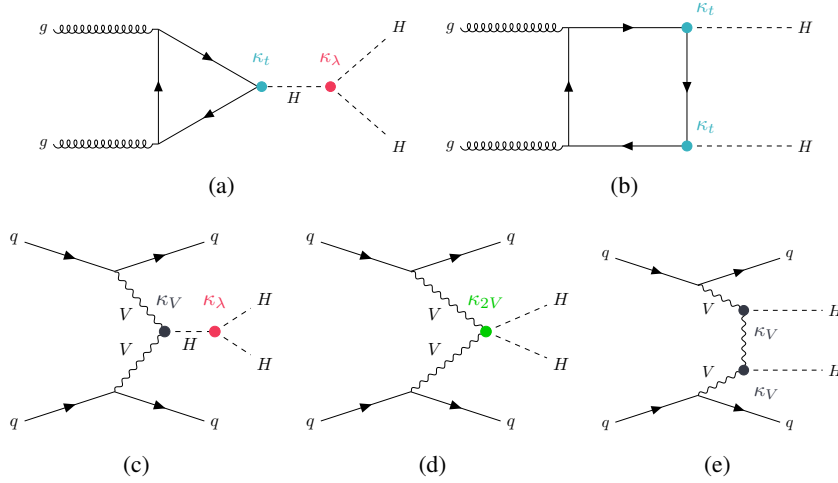 g
g
κt
κλ
H
H
H
(a)
g
g
κt
κt
H
H
(b)
q
q
q
q
V
V
κV
κλ
H
H
H
(c)
q
q
q
q
V
V
κ2V
H
H
(d)
q
q
q
q
V
V
κV
κV
H
H
(e)